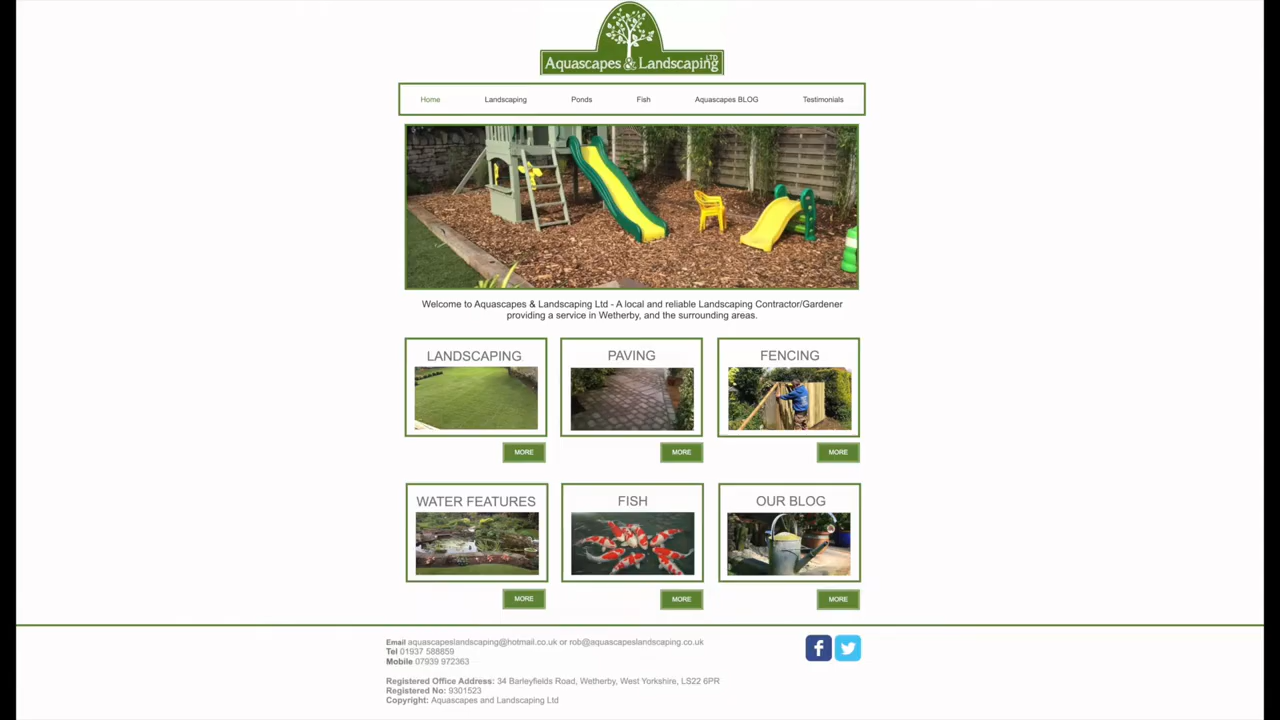 Aquascapes & Landscaping LTD
Home Landscaping Ponds Fish Aquascapes BLOG Testimonials
Welcome to Aquascapes & Landscaping Ltd - A local and reliable Landscaping Contractor/Gardener
providing a service in Wetherby, and the surrounding areas.
LANDSCAPING PAVING FENCING
MORE MORE MORE
WATER FEATURES FISH OUR BLOG
MORE MORE MORE
Email aquascapeslandscaping@hotmail.co.uk or rob@aquascapeslandscaping.co.uk
Tel 01937 588859
Mobile 07939 972363
Registered Office Address: 34 Barleyfields Road, Wetherby, West Yorkshire, LS22 6PR
Registered No: 9301523
Copyright: Aquascapes and Landscaping Ltd